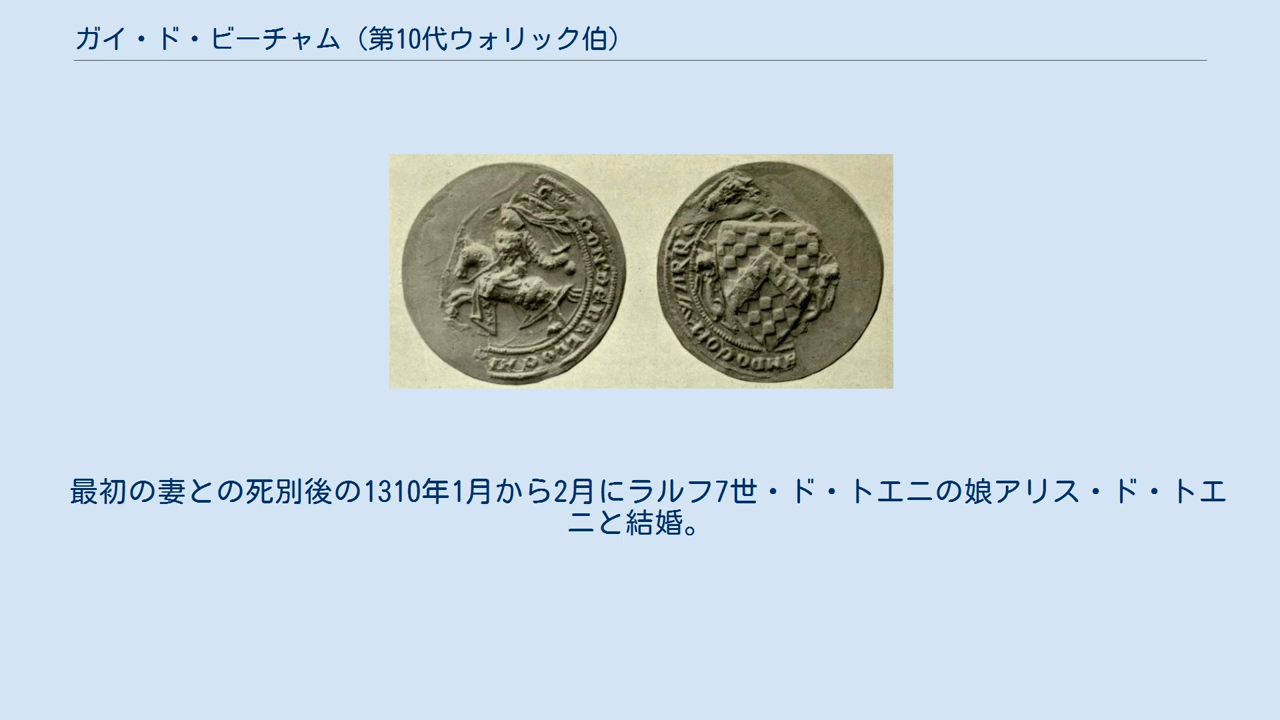 ガイ・ド・ビーチャム（第10代ウォリック伯）
最初の妻との死別後の1310年1月から2月にラルフ7世・ド・トエニの娘アリス・ド・トエ
ニと結婚。